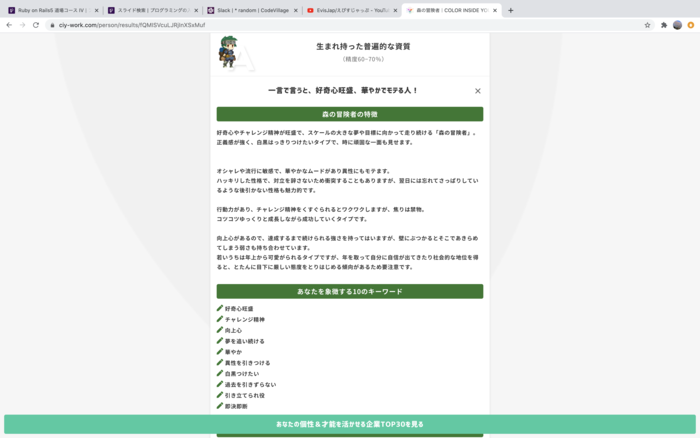 Ruby on Rails5 速習コース IV |
スライド検索 | プログラミングの
Slack | * random | CodeVillage
EvisJap/えびすじゃっぷ - YouTu
森の冒険者 | COLOR INSIDE YO
生まれ持った普遍的な資質
（精度60~70%）
一言で言うと、好奇心旺盛、華やかでモテる人！
森の冒険者の特徴
好奇心やチャレンジ精神が旺盛で、スケールの大きな夢や目標に向かって走り続ける「森の冒険者」。
正義感が強く、白黒はっきりつけたいタイプで、時に頑固な一面も見せます。
オシャレや流行に敏感で、華やかなムードがあり異性にもモテます。
ハッキリした性格で、対立を辞さないため衝突することもありますが、翌日には忘れてさっぱりしてい
るような後引かない性格も魅力的です。
行動力があり、チャレンジ精神をくすぐられるとワクワクしますが、焦りは禁物。
コツコツゆっくりと成長しながら成功していくタイプです。
向上心があるので、達成するまで続けられる強さを持ってはいますが、壁にぶつかるとそこであきらめ
てしまう弱さも持ち合わせています。
若いうちは年上から可愛がられるタイプですが、年を取って自分に自信が出てきたり社会的な地位を得
ると、とたんに目下に厳しい態度をとりはじめる傾向があるため要注意です。
あなたを象徴する10のキーワード
好奇心旺盛
チャレンジ精神
向上心
夢を追い続ける
華やか
異性を引きつける
白黒つけたい
過去を引きずらない
引き立てられ役
即決即断
あなたの個性＆才能を活かせる企業TOP30を見る